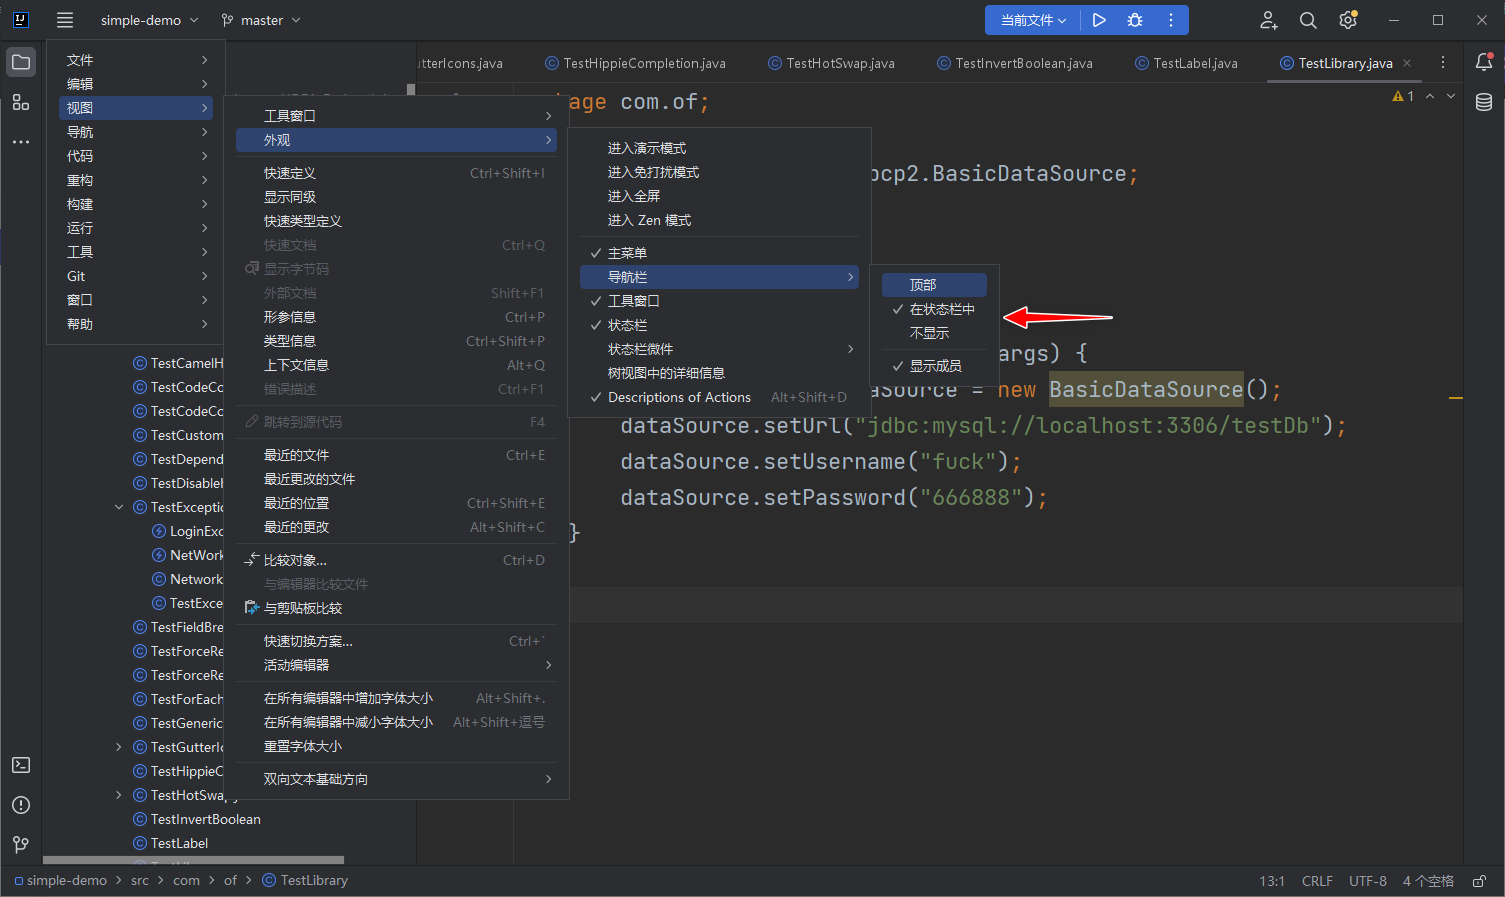 simple-demo
master
当前文件
文件
编辑
视图
导航
代码
重构
构建
运行
工具
Git
窗口
帮助
工具窗口
外观
快速定义 Ctrl+Shift+I
显示同级
快速类型定义
快速文档 Ctrl+Q
显示字节码
外部文档 Shift+F1
形参信息 Ctrl+P
类型信息 Ctrl+Shift+P
上下文信息 Alt+Q
错误描述 Ctrl+F1
跳转到源代码 F4
最近的文件 Ctrl+E
最近更改的文件
最近的位置 Ctrl+Shift+E
最近的更改 Alt+Shift+C
比较对象... Ctrl+D
与编辑器比较文件
与剪贴板比较
快速切换方案... Ctrl+`
活动编辑器
在所有编辑器中增加字体大小 Alt+Shift+.
在所有编辑器中减小字体大小 Alt+Shift+逗号
重置字体大小
双向文本基础方向
进入演示模式
进入免打扰模式
进入全屏
进入 Zen 模式
主菜单
导航栏
工具窗口
状态栏
状态栏微件
树视图中的详细信息
Descriptions of Actions Alt+Shift+D
顶部
在状态栏中
不显示
显示成员
TestCamelH
TestCodeCo
TestCodeCo
TestCustom
TestDepend
TestDisable
TestExceptio
LoginExc
NetWork
Network
TestExce
TestFieldBre
TestForceRe
TestForceRe
TestForEach
TestGeneric
TestGutterIc
TestHippieC
TestHotSwap
TestInvertBoolean
TestLabel
utterIcons.java
TestHippieCompletion.java
TestHotSwap.java
TestInvertBoolean.java
TestLabel.java
TestLibrary.java
1
age com.of;
cp2.BasicDataSource;
args) {
aSource = new BasicDataSource();
dataSource.setUrl("jdbc:mysql://localhost:3306/testDb");
dataSource.setUsername("fuck");
dataSource.setPassword("666888");
}
simple-demo > src > com > of > TestLibrary
13:1 CRLF UTF-8 4 个空格